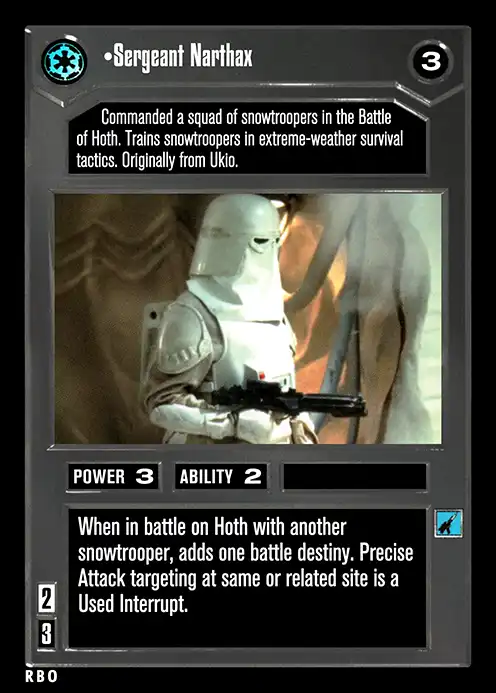 •Sergeant Narthax
3
Commanded a squad of snowtroopers in the Battle
of Hoth. Trains snowtroopers in extreme-weather survival
tactics. Originally from Ukio.
POWER 3 ABILITY 2
When in battle on Hoth with another
snowtrooper, adds one battle destiny. Precise
Attack targeting at same or related site is a
Used Interrupt.
2
3
RBO